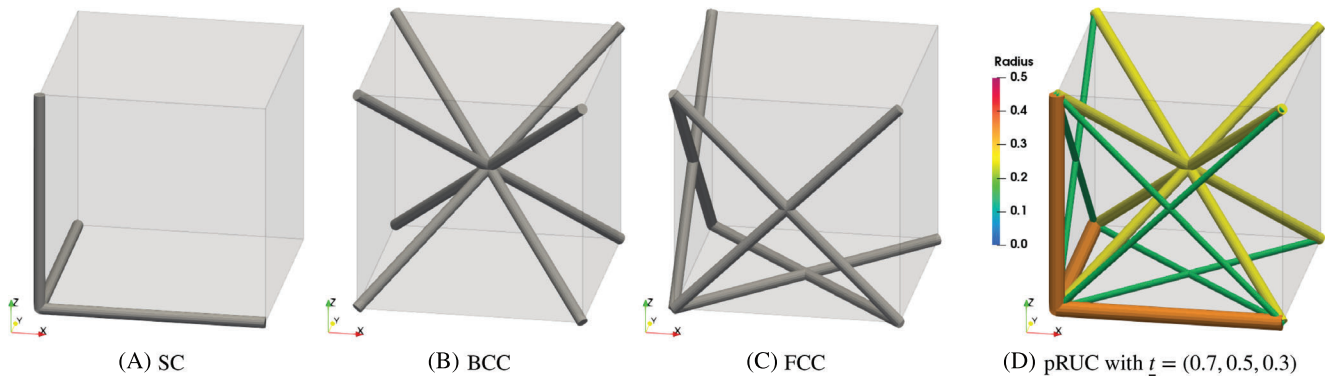 Radius
0.5
0.4
0.3
0.2
0.1
0.0
Z
Y
X
Z
Y
X
Z
Y
X
Z
Y
X
(A) SC
(B) BCC
(C) FCC
(D) pRUC with t = (0.7, 0.5, 0.3)